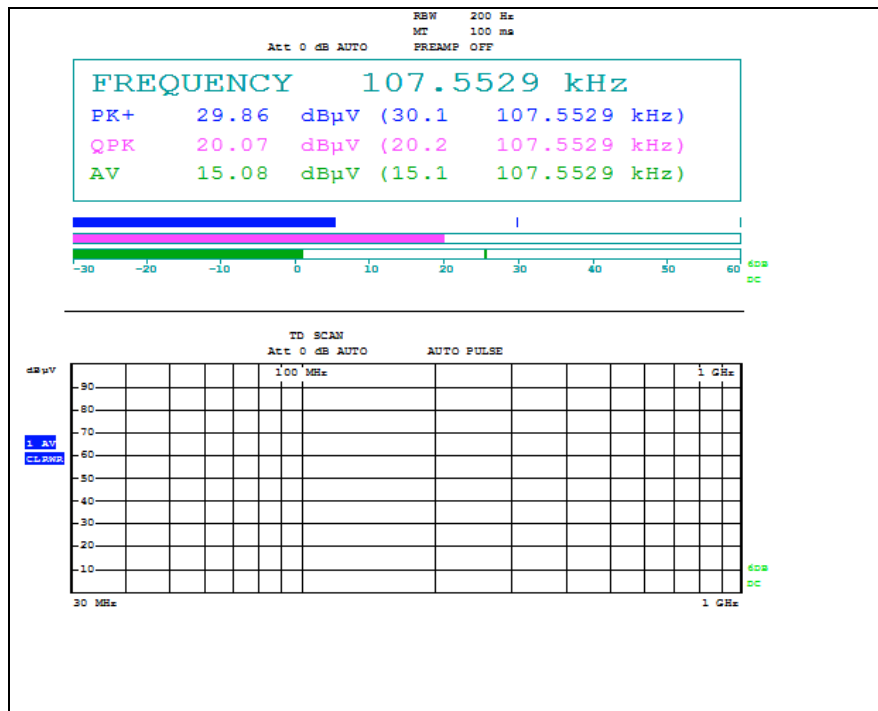 RBW 200 Hz
MT 100 ms
Att 0 dB AUTO PREAMP OFF
FREQUENCY 107.5529 kHz
PK+ 29.86 dBµV (30.1 107.5529 kHz)
QPK 20.07 dBµV (20.2 107.5529 kHz)
AV 15.08 dBµV (15.1 107.5529 kHz)
-30 -20 -10 0 10 20 30 40 50 60
6DB
DC
TD SCAN
Att 0 dB AUTO AUTO PULSE
dBµV
100 MHz 1 GHz
90
80
70
1 AV
60
CLRWR
50
40
30
20
10
6DB
DC
30 MHz 1 GHz